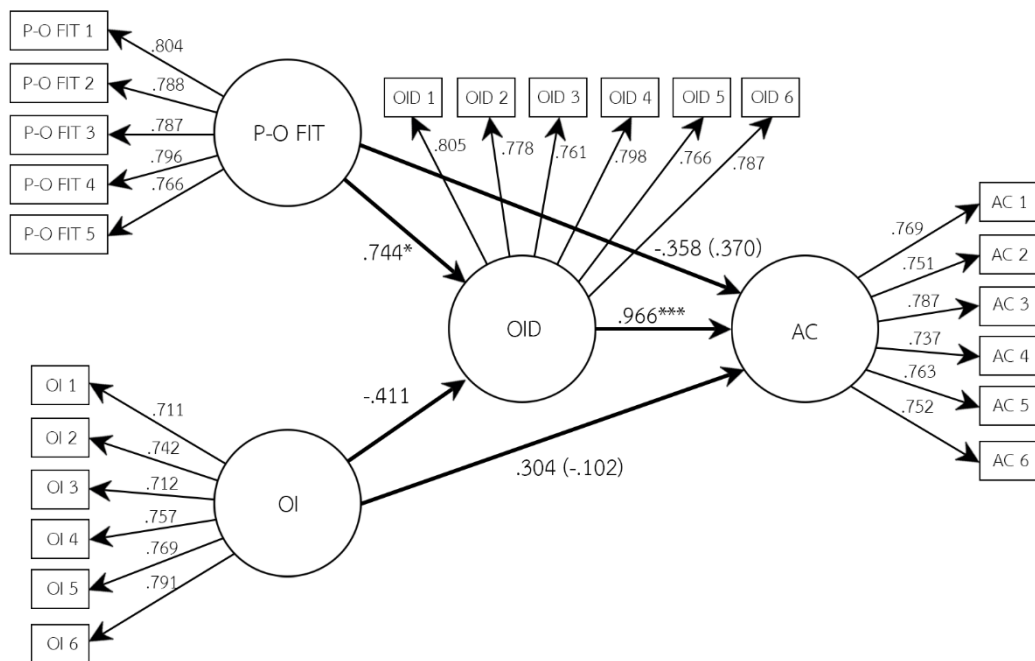 P-O FIT 1
P-O FIT 2
P-O FIT 3
P-O FIT 4
P-O FIT 5
.804
.788
.787
.796
.766
P-O FIT
OID 1
OID 2
OID 3
OID 4
OID 5
OID 6
.805
.778
.761
.798
.766
.787
.744*
-.358 (.370)
OID
.966***
AC
-.411
.304 (-.102)
AC 1
AC 2
AC 3
AC 4
AC 5
AC 6
.769
.751
.787
.737
.763
.752
OI 1
OI 2
OI 3
OI 4
OI 5
OI 6
.711
.742
.712
.757
.769
.791
OI